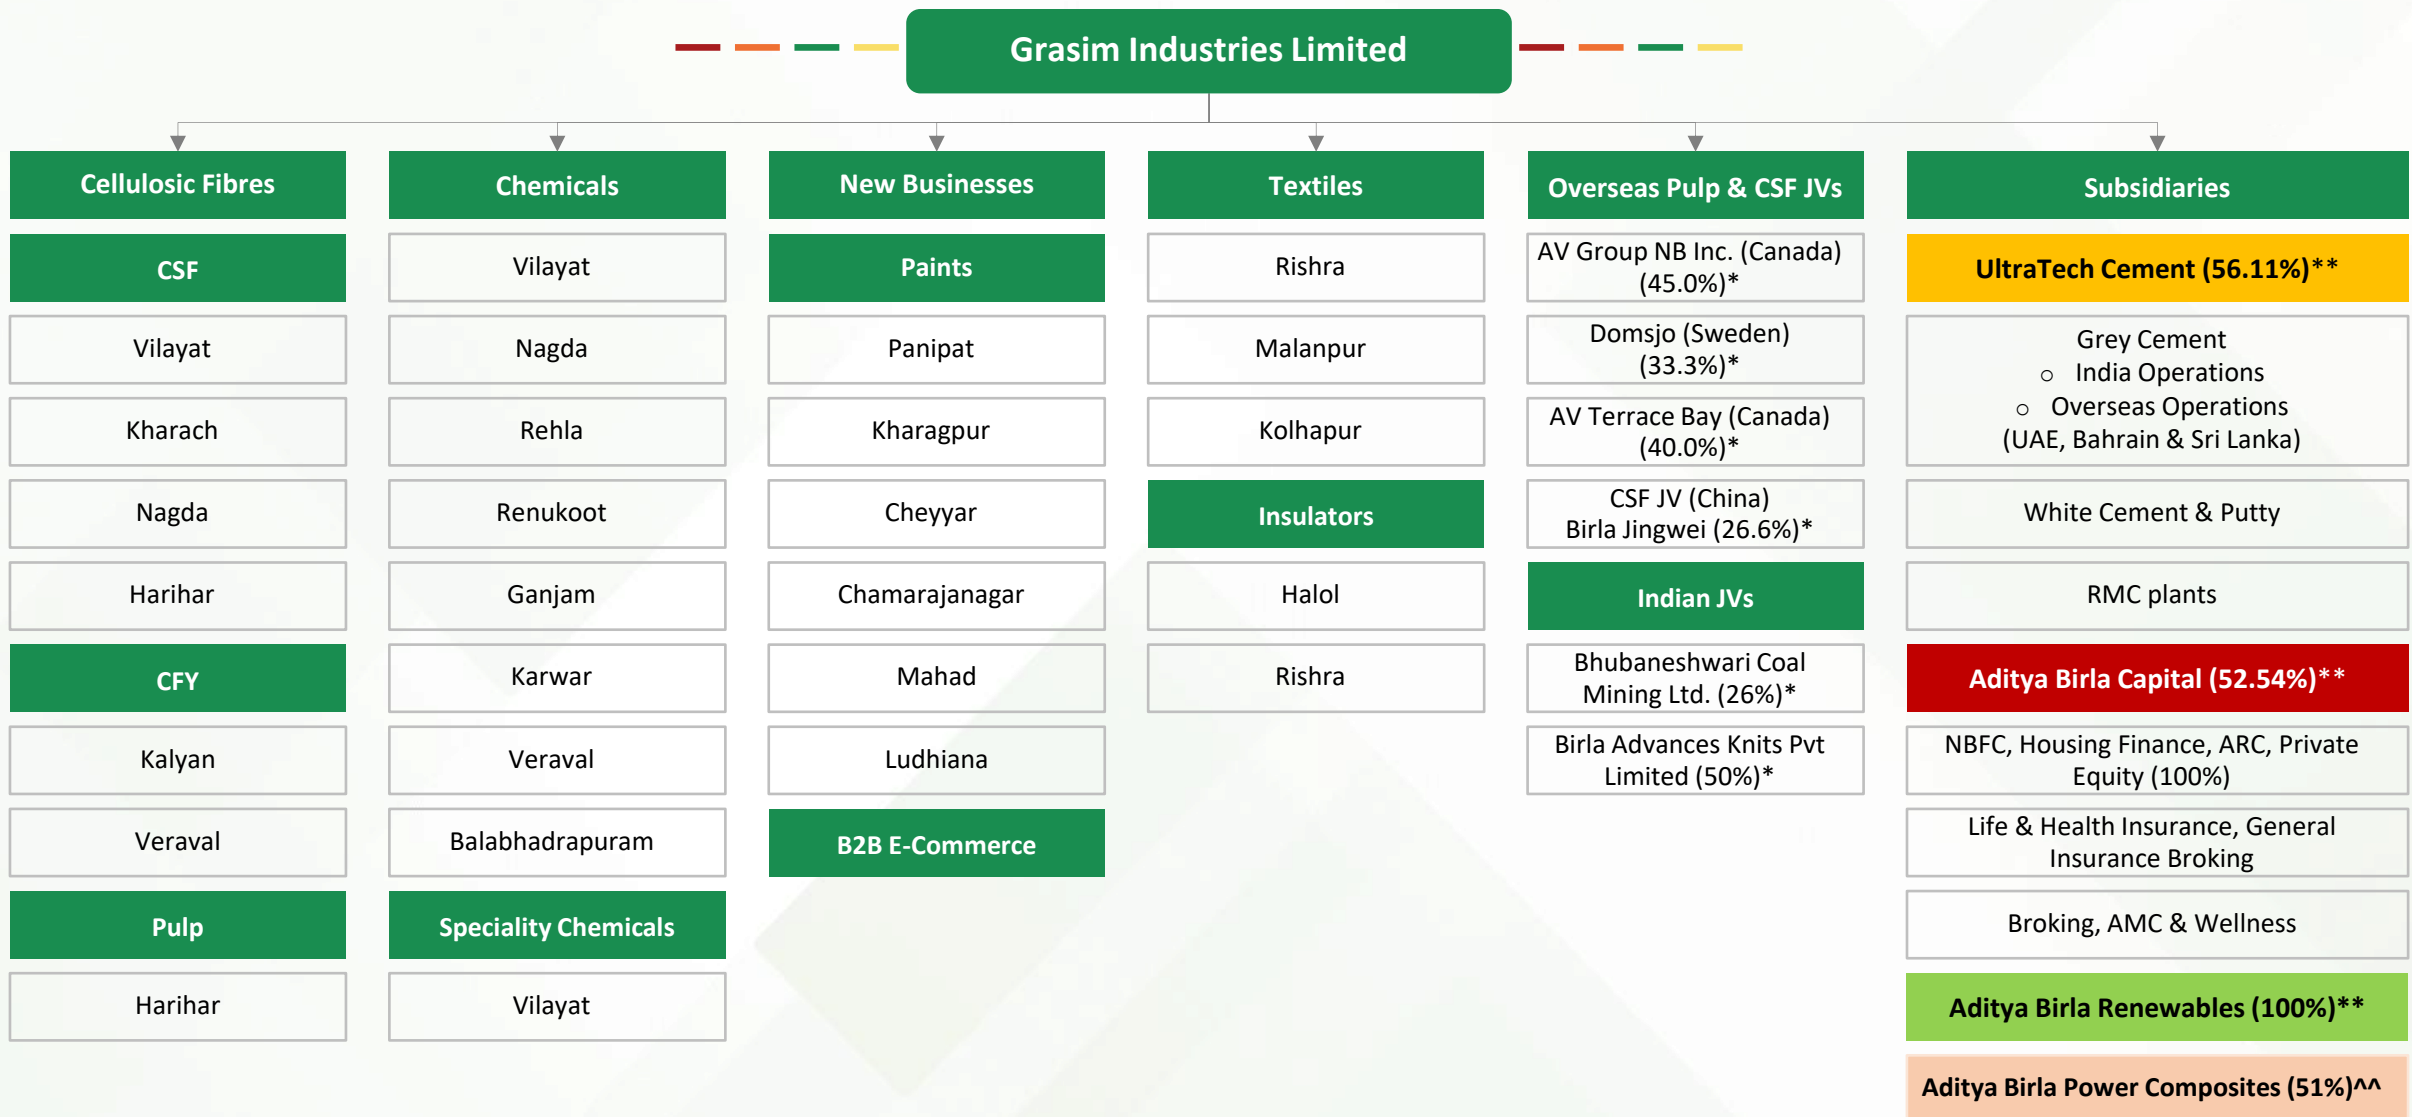 Grasim Industries Limited
Cellulosic Fibres
CSF
Vilayat
Kharach
Nagda
Harihar
CFY
Kalyan
Veraval
Pulp
Harihar
Chemicals
Vilayat
Nagda
Rehla
Renukoot
Ganjam
Karwar
Veraval
Balabhadrapuram
Speciality Chemicals
Vilayat
New Businesses
Paints
Panipat
Kharagpur
Cheyyar
Chamarajanagar
Mahad
Ludhiana
B2B E-Commerce
Textiles
Rishra
Malanpur
Kolhapur
Insulators
Halol
Rishra
Overseas Pulp & CSF JVs
AV Group NB Inc. (Canada)
(45.0%)*
Domsjo (Sweden)
(33.3%)*
AV Terrace Bay (Canada)
(40.0%)*
CSF JV (China)
Birla Jingwei (26.6%)*
Indian JVs
Bhubaneshwari Coal
Mining Ltd. (26%)*
Birla Advances Knits Pvt
Limited (50%)*
Subsidiaries
UltraTech Cement (56.11%)**
Grey Cement
o India Operations
o Overseas Operations
(UAE, Bahrain & Sri Lanka)
White Cement & Putty
RMC plants
Aditya Birla Capital (52.54%)**
NBFC, Housing Finance, ARC, Private
Equity (100%)
Life & Health Insurance, General
Insurance Broking
Broking, AMC & Wellness
Aditya Birla Renewables (100%)**
Aditya Birla Power Composites (51%)^^